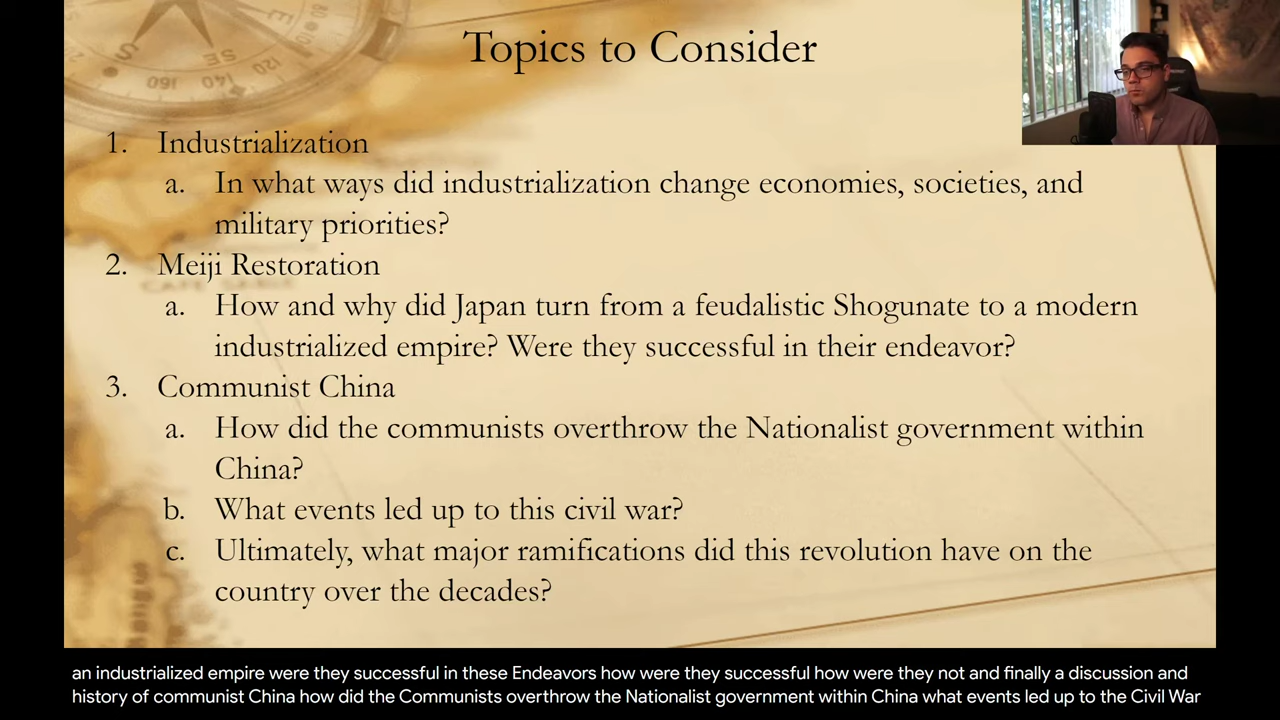 Topics to Consider
1. Industrialization
a. In what ways did industrialization change economies, societies, and
military priorities?
2. Meiji Restoration
a. How and why did Japan turn from a feudalistic Shogunate to a modern
industrialized empire? Were they successful in their endeavor?
3. Communist China
a. How did the communists overthrow the Nationalist government within
China?
b. What events led up to this civil war?
c. Ultimately, what major ramifications did this revolution have on the
country over the decades?
an industrialized empire were they successful in these Endeavors how were they successful how were they not and finally a discussion and
history of communist China how did the Communists overthrow the Nationalist government within China what events led up to the Civil War